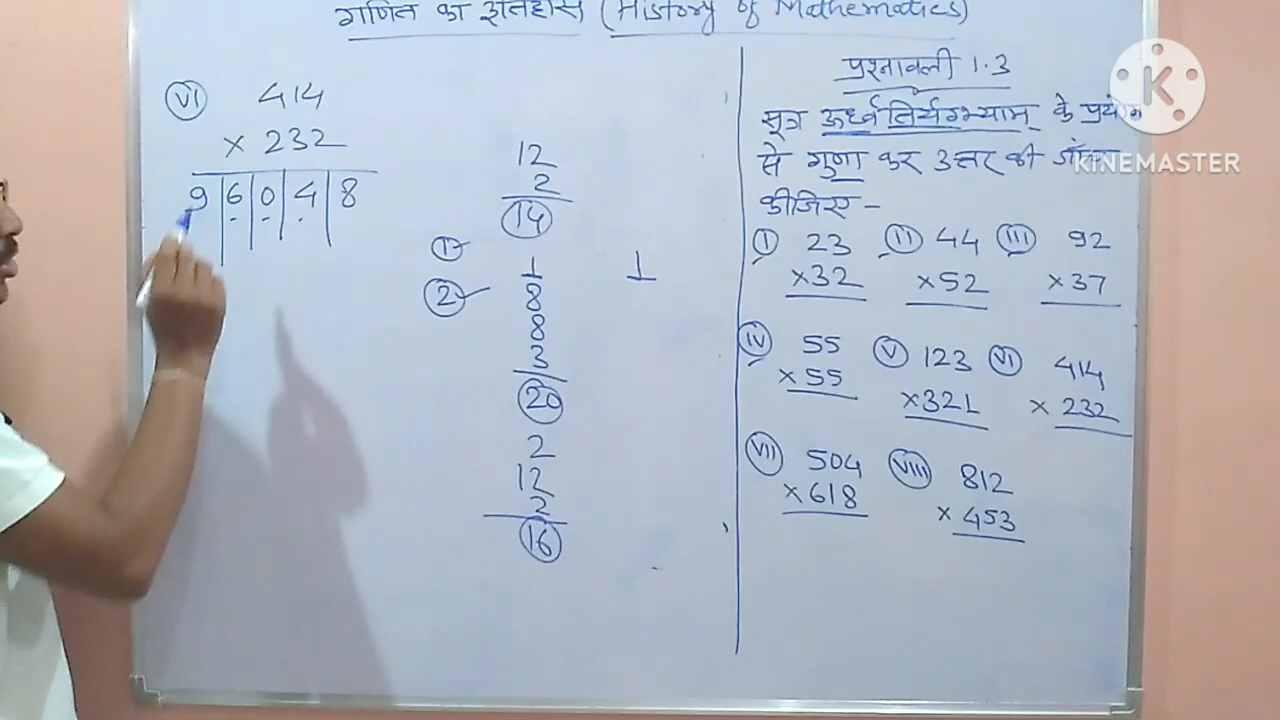 गणित का इतिहास (History of Mathematics)
VI 414
× 232
9 | 6 | 0 | 4 | 8
12
2
14
1
1
2
8
8
3
20
2
12
2
16
1
प्रश्नावली 1.3
सूत्र ऊर्ध्वतिर्यग्भ्याम् के प्रयोग
से गुणा कर उत्तर की जाँच
कीजिए -
I 23 II 44 III 92
×32 ×52 ×37
IV 55 V 123 VI 414
×55 ×321 × 232
VII 504 VIII 812
×618 × 453
K
KINEMASTER